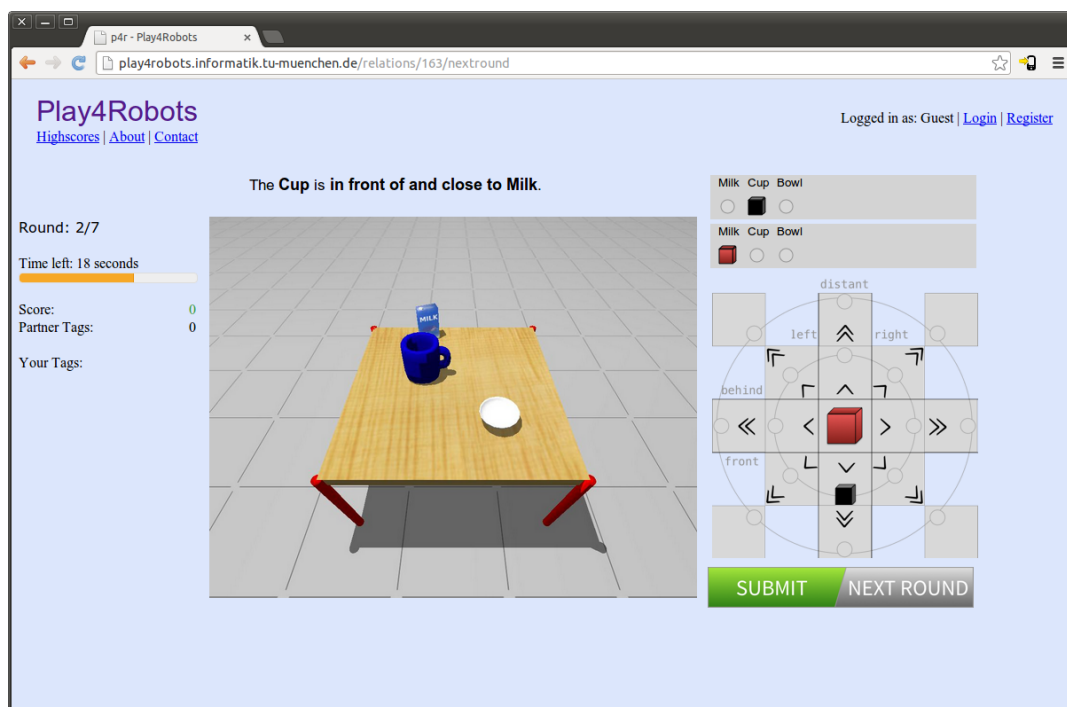 p4r - Play4Robots
play4robots.informatik.tu-muenchen.de/relations/163/nextround
Play4Robots
Highscores | About | Contact
Logged in as: Guest | Login | Register
The Cup is in front of and close to Milk.
Milk Cup Bowl
Milk Cup Bowl
Round: 2/7
Time left: 18 seconds
Score: 0
Partner Tags: 0
Your Tags:
MILK
distant
left right
behind
front
SUBMIT NEXT ROUND